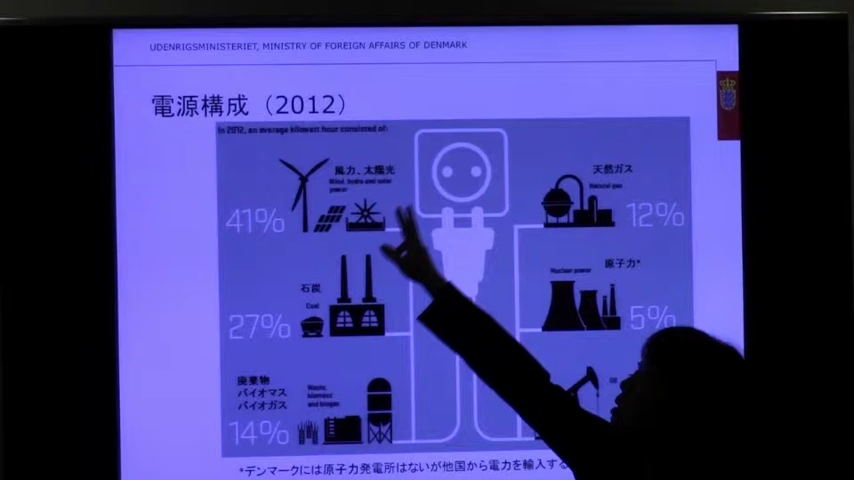 UDENRIGSMINISTERIET, MINISTRY OF FOREIGN AFFAIRS OF DENMARK
電源構成（2012）
In 2012, an average kilowatt hour consisted of:
風力、太陽光
Wind, hydro and solar
power
41%
天然ガス
Natural gas
12%
石炭
Coal
27%
原子力*
Nuclear power
5%
廃棄物
バイオマス
バイオガス
Waste,
biomass
and biogas
14%
Oil
*デンマークには原子力発電所はないが他国から電力を輸入する